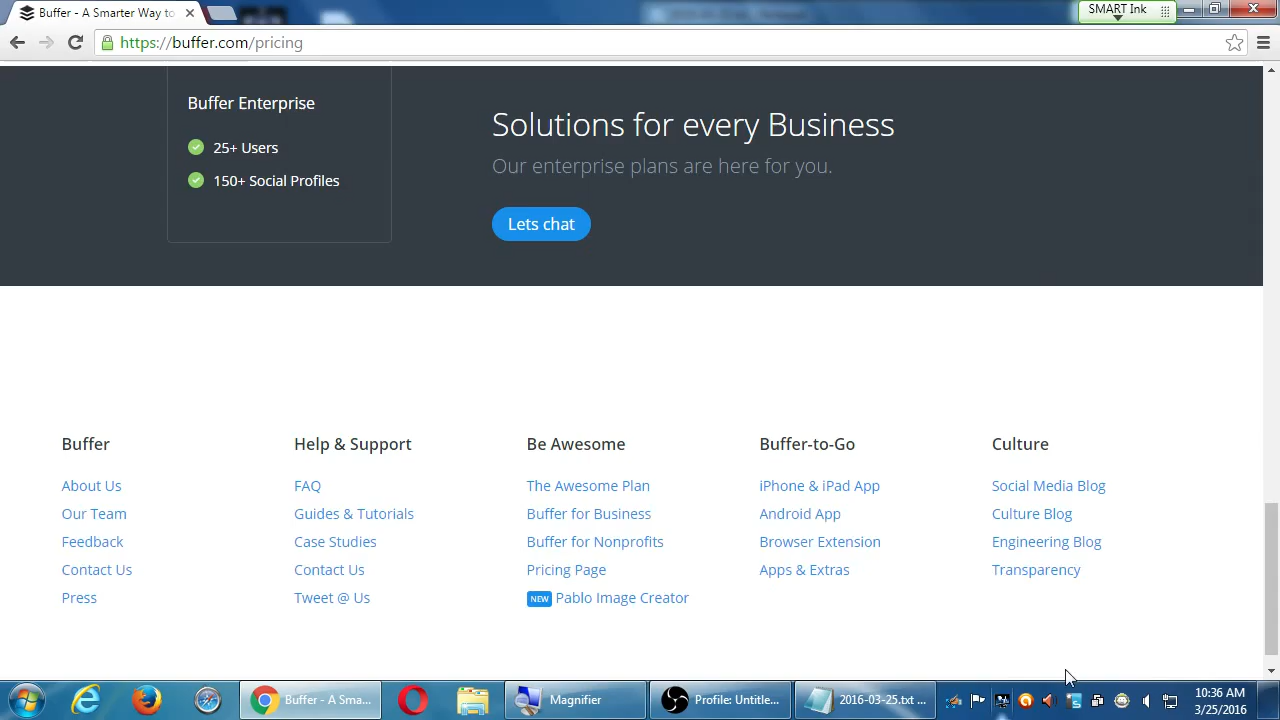 Buffer - A Smarter Way to
SMART Ink
https://buffer.com/pricing
Buffer Enterprise
25+ Users
150+ Social Profiles
Solutions for every Business
Our enterprise plans are here for you.
Lets chat
Buffer
About Us
Our Team
Feedback
Contact Us
Press
Help & Support
FAQ
Guides & Tutorials
Case Studies
Contact Us
Tweet @ Us
Be Awesome
The Awesome Plan
Buffer for Business
Buffer for Nonprofits
Pricing Page
NEW Pablo Image Creator
Buffer-to-Go
iPhone & iPad App
Android App
Browser Extension
Apps & Extras
Culture
Social Media Blog
Culture Blog
Engineering Blog
Transparency
Buffer - A Sma...
Magnifier
Profile: Untitle...
2016-03-25.txt ...
10:36 AM
3/25/2016